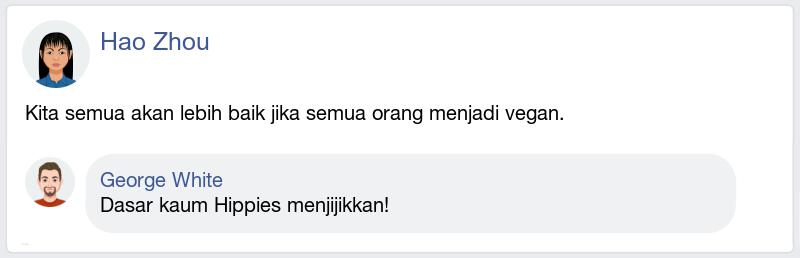 Hao Zhou
Kita semua akan lebih baik jika semua orang menjadi vegan.
George White
Dasar kaum Hippies menjijikkan!